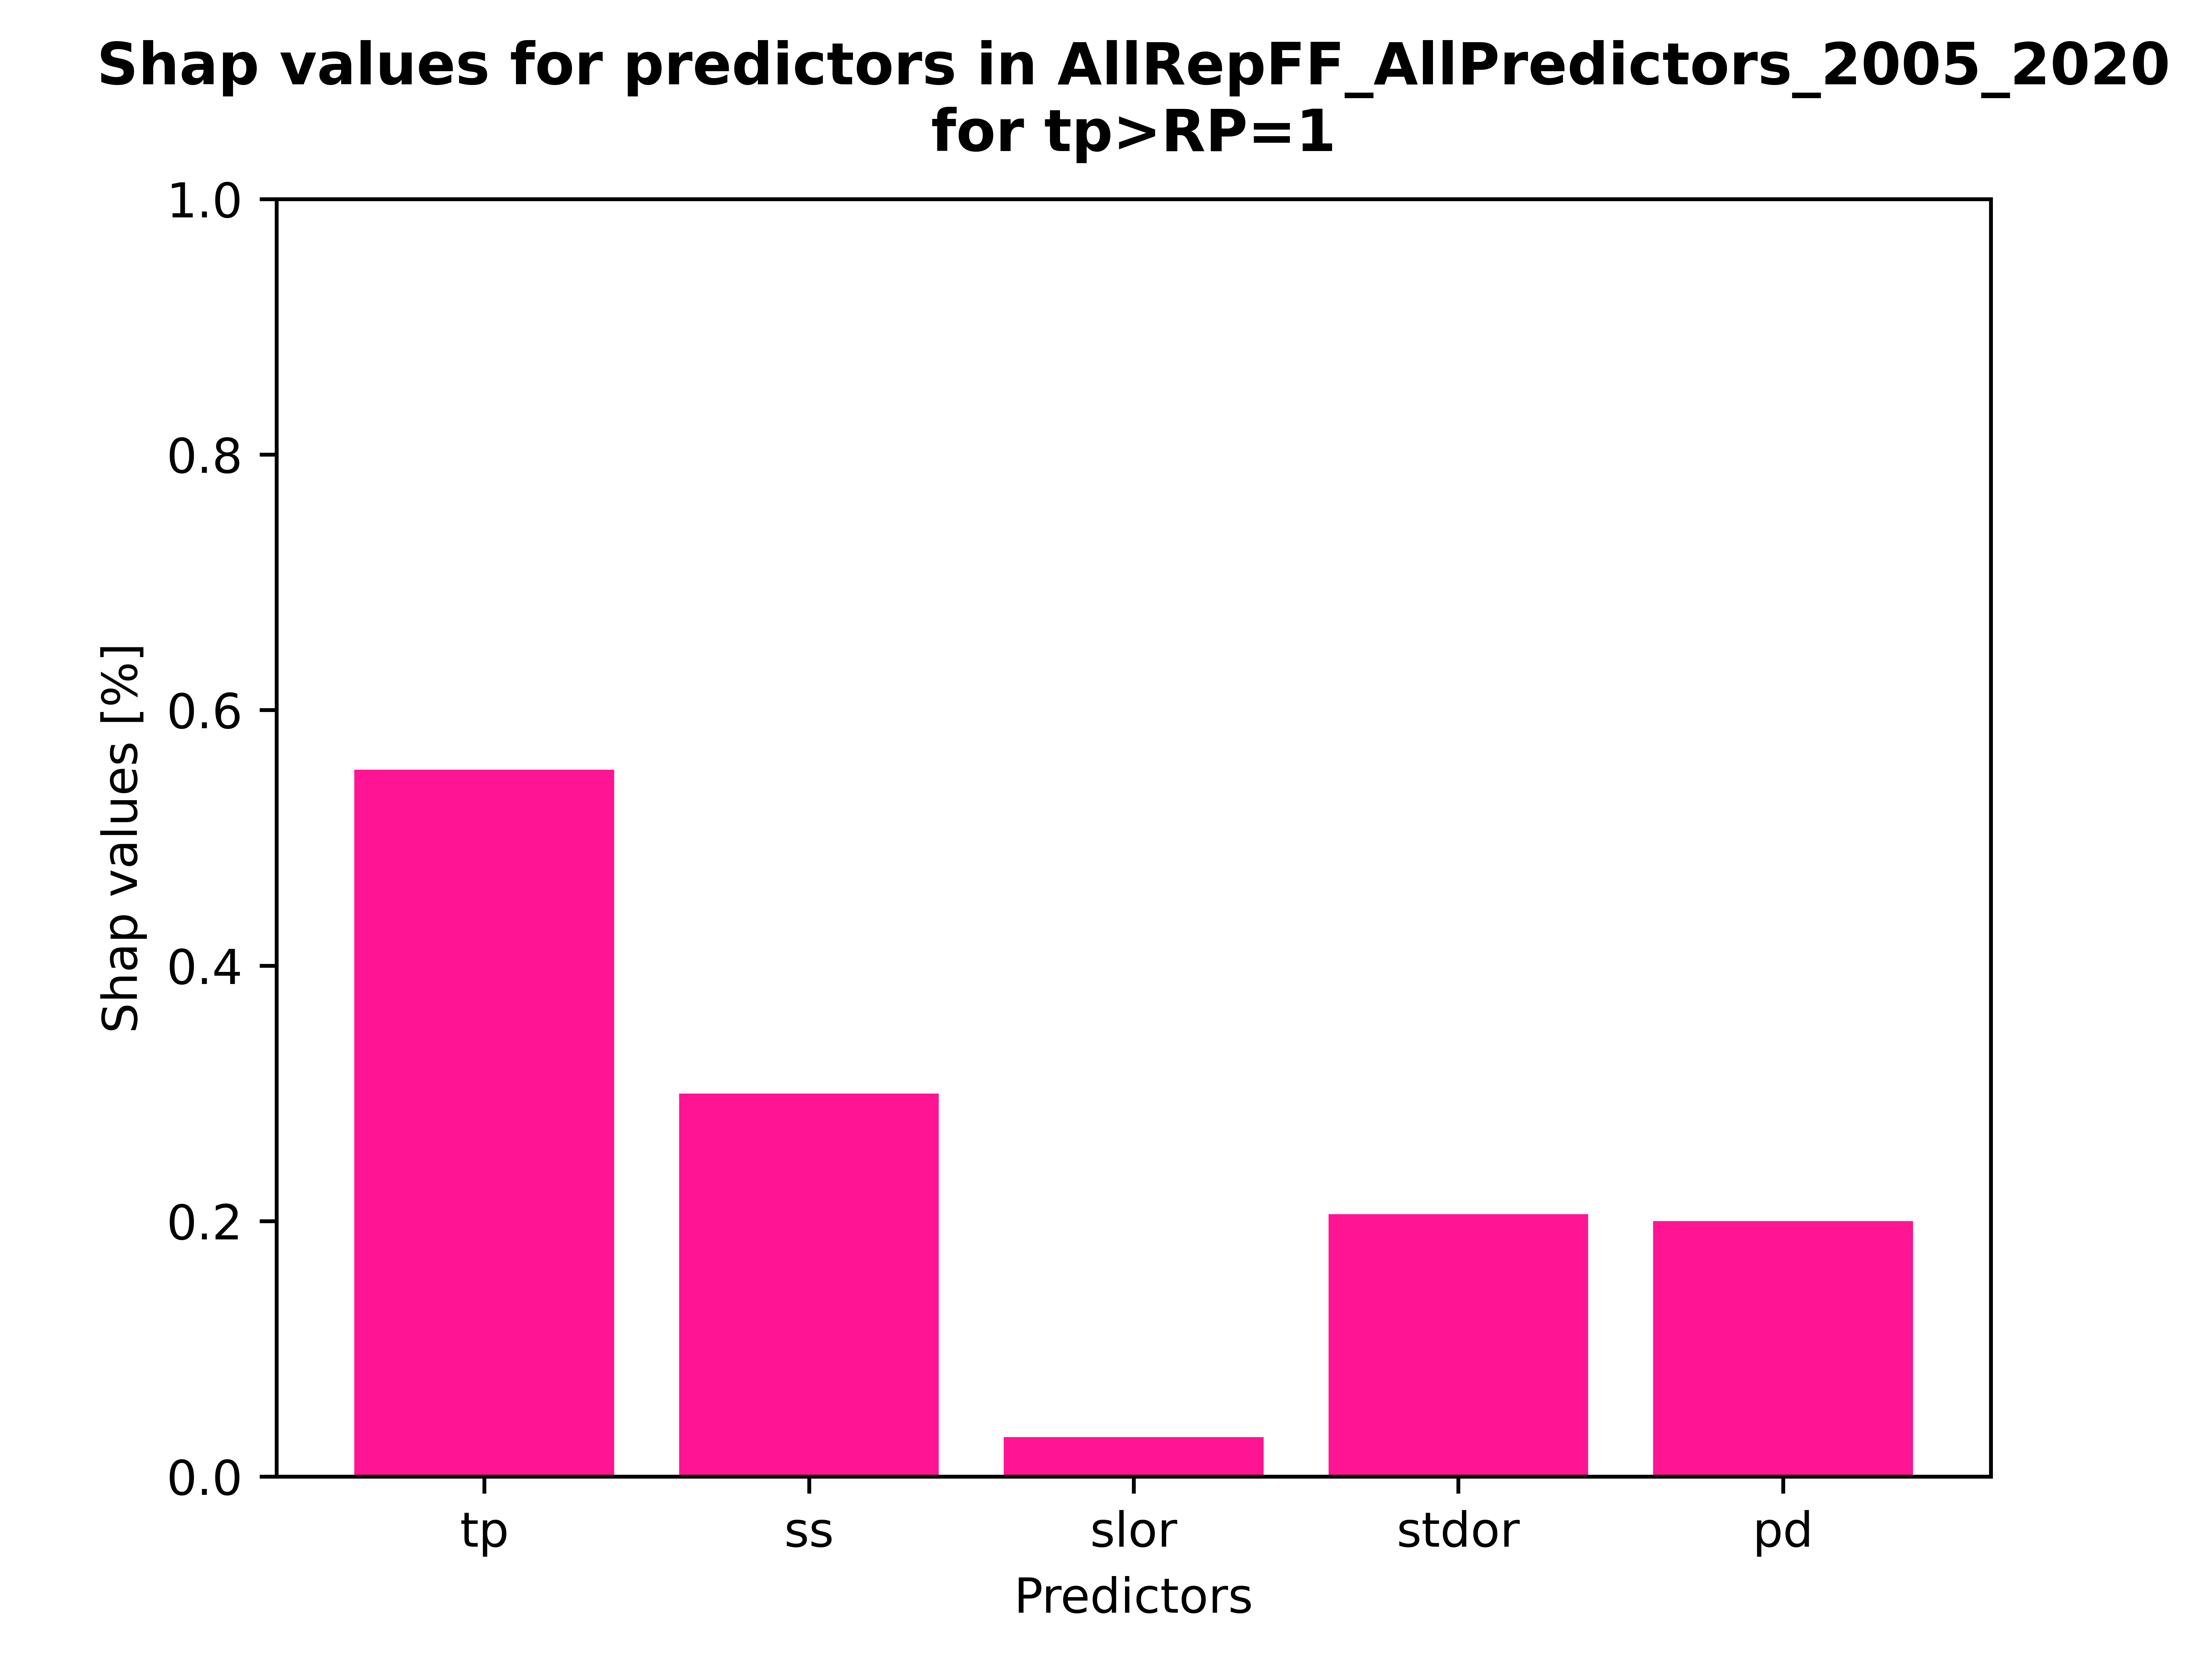 Shap values for predictors in AllRepFF_AllPredictors_2005_2020
for tp>RP=1
1.0
0.8
0.6
0.4
0.2
0.0
Shap values [%]
tp
ss
slor
stdor
pd
Predictors